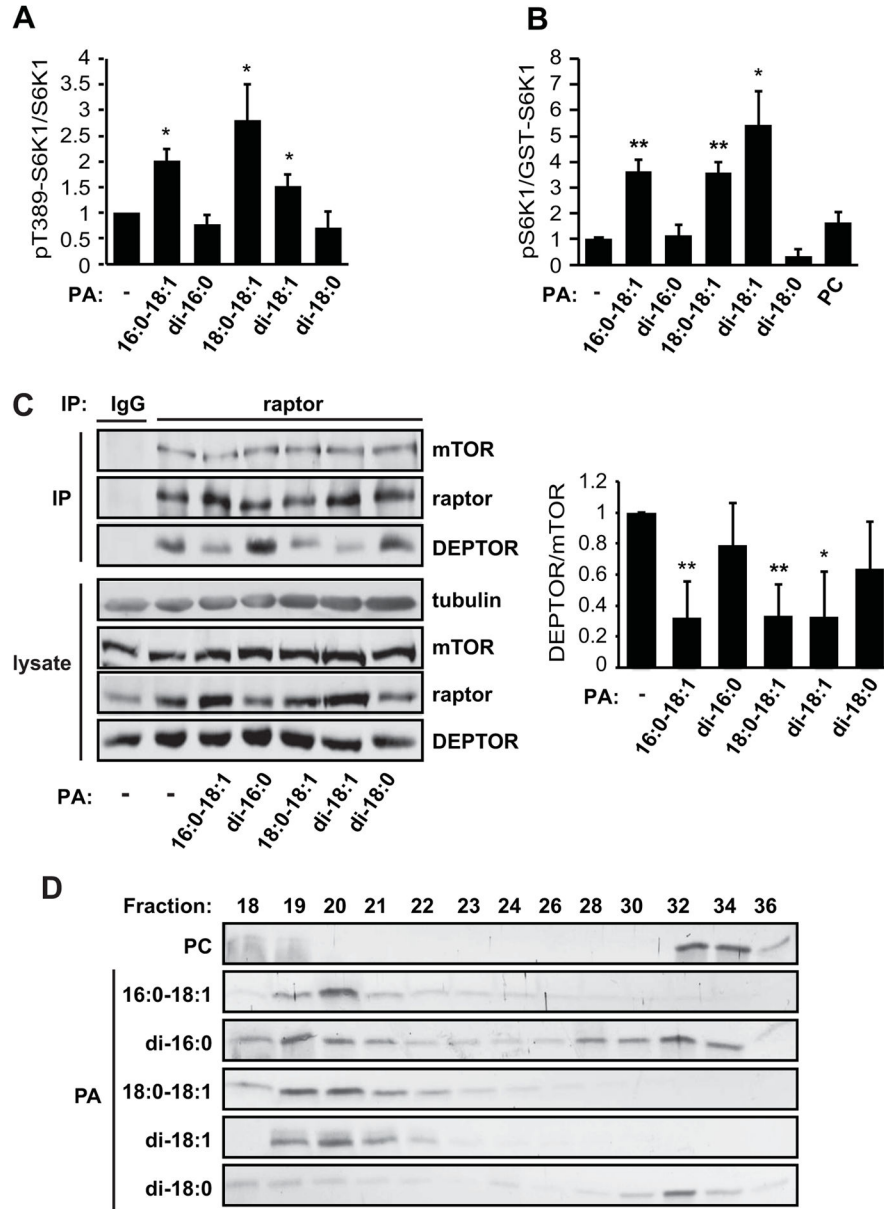 A
pT389-S6K1/S6K1
4
3.5
3
2.5
2
1.5
1
0.5
0
* * *
PA: - 16:0-18:1 di-16:0 18:0-18:1 di-18:1 di-18:0
B
pS6K1/GST-S6K1
8
7
6
5
4
3
2
1
0
** ** *
PA: - 16:0-18:1 di-16:0 18:0-18:1 di-18:1 di-18:0 PC
C
IP: IgG raptor
IP
mTOR
raptor
DEPTOR
lysate
tubulin
mTOR
raptor
DEPTOR
PA: - - 16:0-18:1 di-16:0 18:0-18:1 di-18:1 di-18:0
DEPTOR/mTOR
1.2
1
0.8
0.6
0.4
0.2
0
** ** *
PA: - 16:0-18:1 di-16:0 18:0-18:1 di-18:1 di-18:0
D
Fraction: 18 19 20 21 22 23 24 26 28 30 32 34 36
PC
PA
16:0-18:1
di-16:0
18:0-18:1
di-18:1
di-18:0